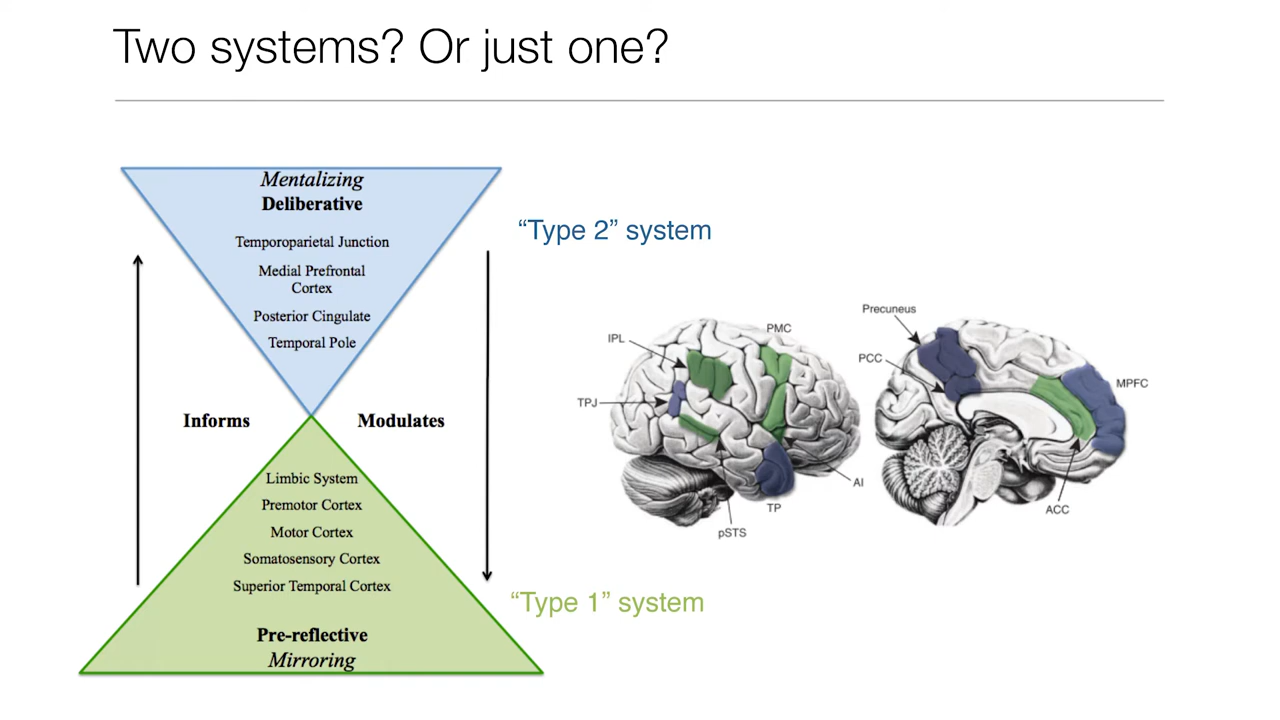 Two systems? Or just one?
Mentalizing
Deliberative
Temporoparietal Junction
Medial Prefrontal
Cortex
Posterior Cingulate
Temporal Pole
Informs
Modulates
Limbic System
Premotor Cortex
Motor Cortex
Somatosensory Cortex
Superior Temporal Cortex
Pre-reflective
Mirroring
“Type 2” system
“Type 1” system
IPL
PMC
TPJ
AI
TP
pSTS
Precuneus
PCC
MPFC
ACC